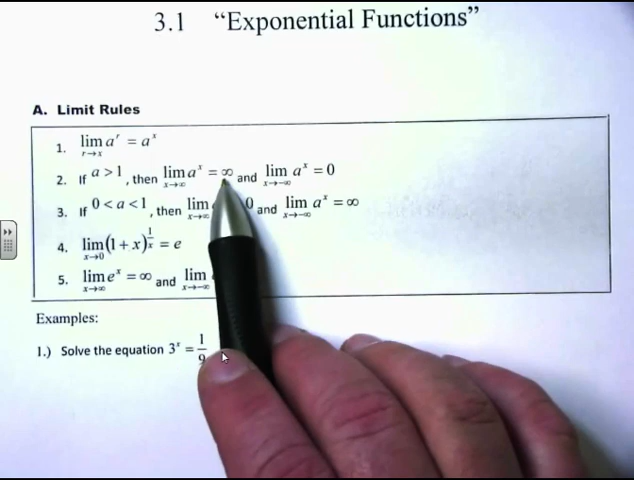 3.1 “Exponential Functions”
A. Limit Rules
1. lim a^r = a^x
r→x
2. If a > 1, then lim a^x = ∞ and lim a^x = 0
x→∞ x→-∞
3. If 0 < a < 1, then lim 0 and lim a^x = ∞
x→∞ x→-∞
4. lim (1 + x)^(1/x) = e
x→0
5. lim e^x = ∞ and lim
x→∞ x→-∞
Examples:
1.) Solve the equation 3^x = 1/9